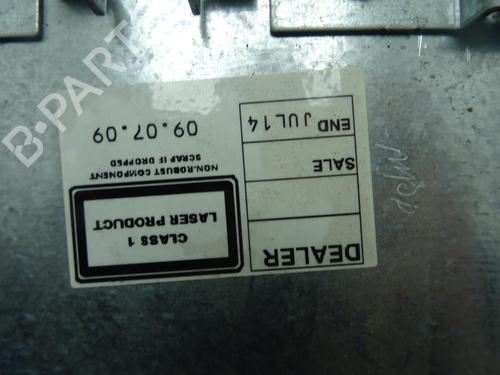 DEALER
SALE
END JUL14
CLASS 1
LASER PRODUCT
NON-ROBUST COMPONENT
SCRAP IF DROPPED
09.07.09
B-PARTS